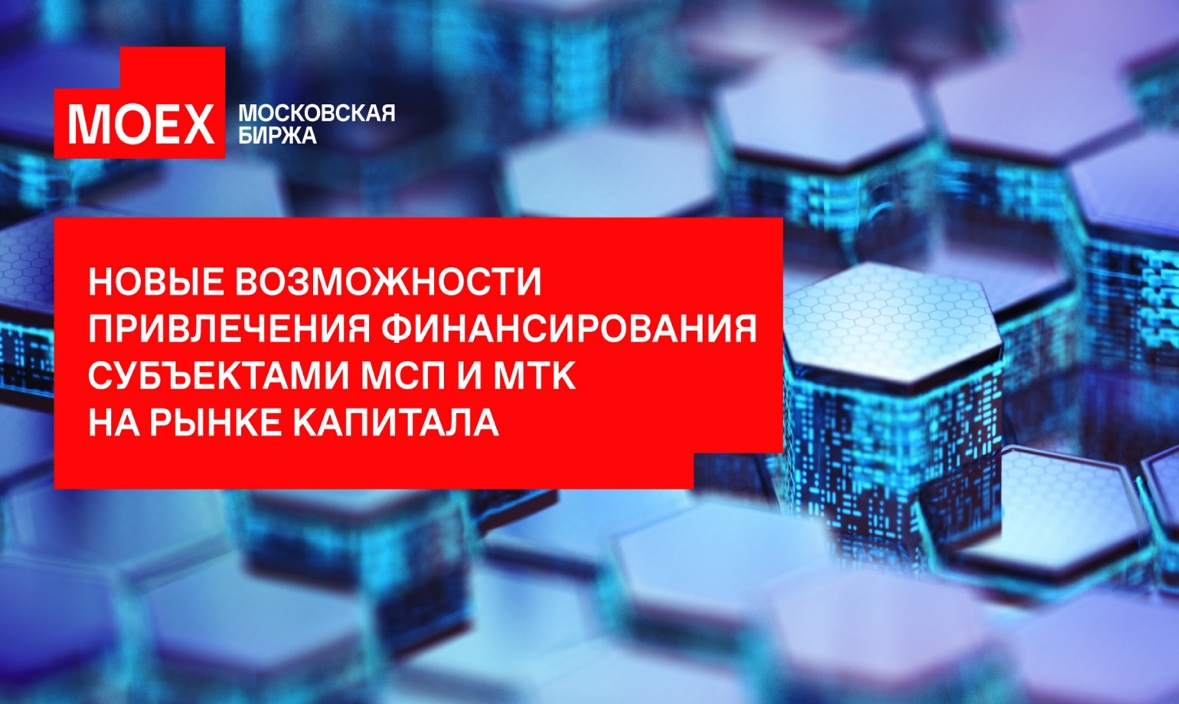 MOEX
МОСКОВСКАЯ
БИРЖА
НОВЫЕ ВОЗМОЖНОСТИ
ПРИВЛЕЧЕНИЯ ФИНАНСИРОВАНИЯ
СУБЪЕКТАМИ МСП И МТК
НА РЫНКЕ КАПИТАЛА